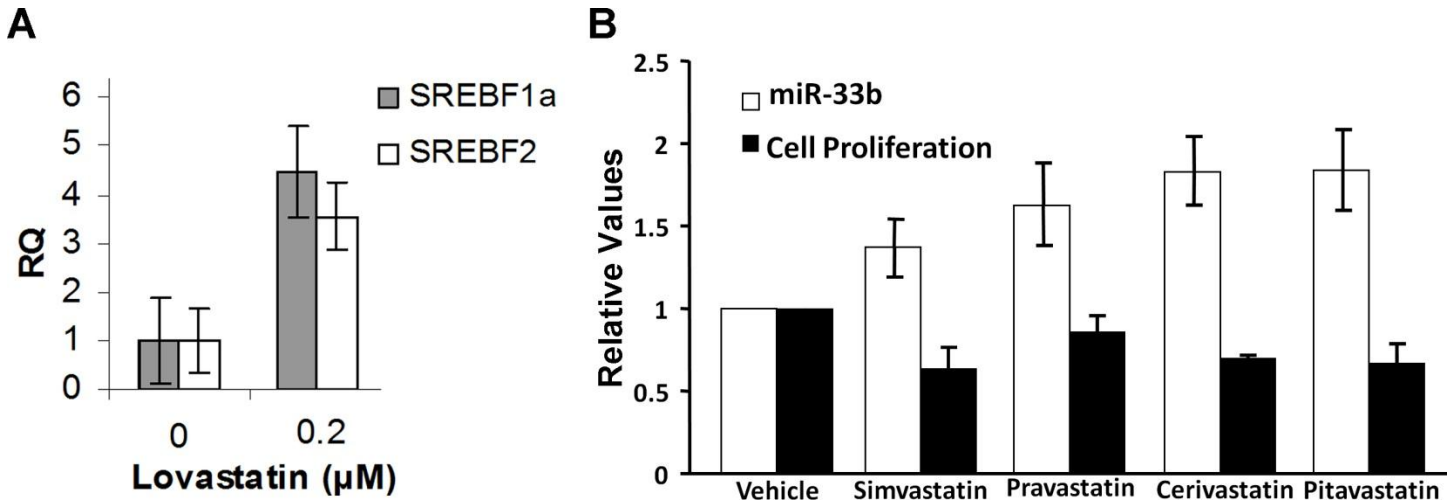 A
6
5
4
3
2
1
0
RQ
SREBF1a
SREBF2
0 0.2
Lovastatin (µM)
B
2.5
2
1.5
1
0.5
0
Relative Values
miR-33b
Cell Proliferation
Vehicle Simvastatin Pravastatin Cerivastatin Pitavastatin